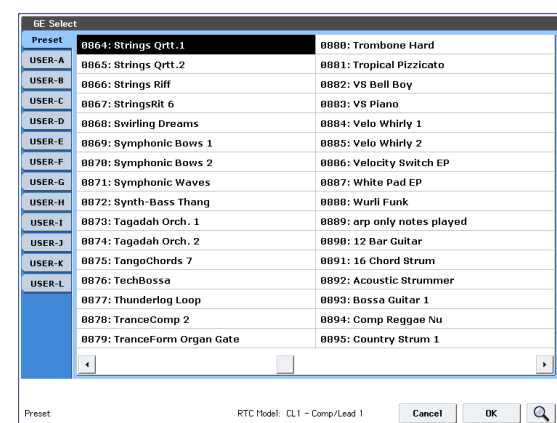 GE Select
Preset
USER-A
USER-B
USER-C
USER-D
USER-E
USER-F
USER-G
USER-H
USER-I
USER-J
USER-K
USER-L
0864: Strings Qrtt.1
0865: Strings Qrtt.2
0866: Strings Riff
0867: StringsRit 6
0868: Swirling Dreams
0869: Symphonic Bows 1
0870: Symphonic Bows 2
0871: Symphonic Waves
0872: Synth-Bass Thang
0873: Tagadah Orch. 1
0874: Tagadah Orch. 2
0875: TangoChords 7
0876: TechBossa
0877: Thunderlog Loop
0878: TranceComp 2
0879: TranceForm Organ Gate
0880: Trombone Hard
0881: Tropical Pizzicato
0882: VS Bell Boy
0883: VS Piano
0884: Velo Whirly 1
0885: Velo Whirly 2
0886: Velocity Switch EP
0887: White Pad EP
0888: Wurli Funk
0889: arp only notes played
0890: 12 Bar Guitar
0891: 16 Chord Strum
0892: Acoustic Strummer
0893: Bossa Guitar 1
0894: Comp Reggae Nu
0895: Country Strum 1
Preset
RTC Model: CL1 - Comp/Lead 1
Cancel
OK